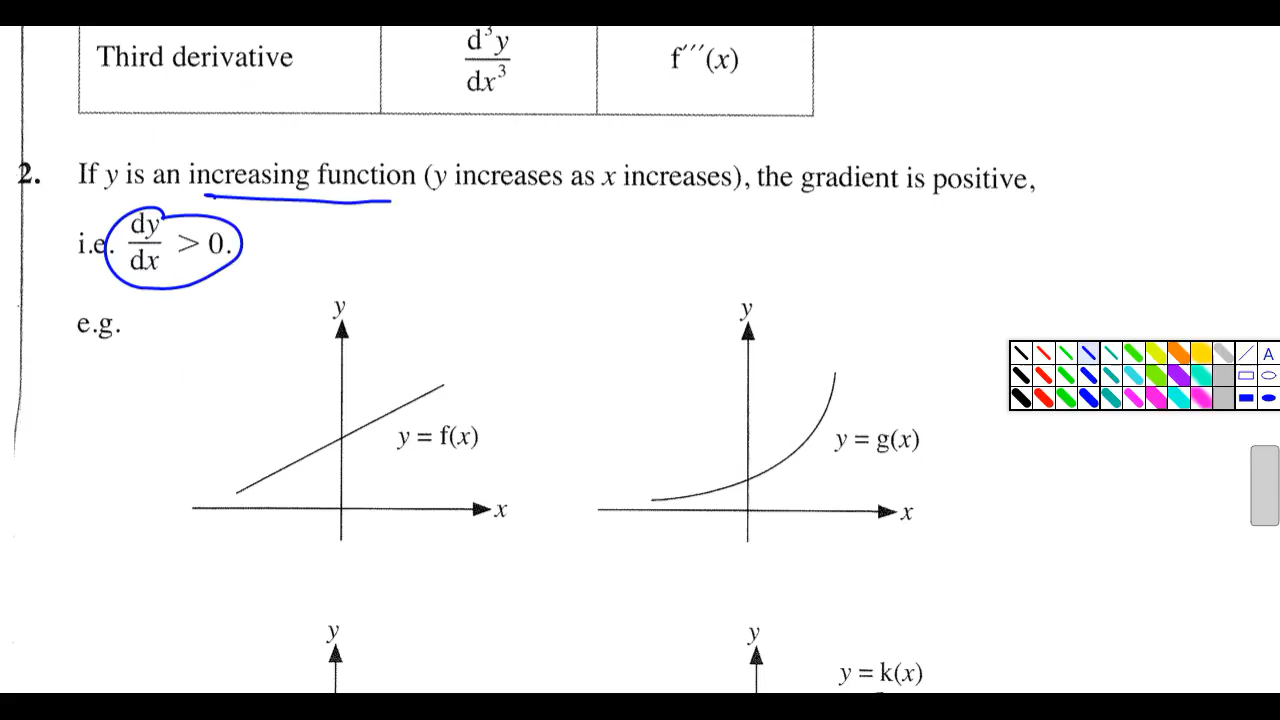 Third derivative d³y/dx³ f′′′(x)
2. If y is an increasing function (y increases as x increases), the gradient is positive,
i.e. dy/dx > 0.
e.g.
y y
y = f(x) y = g(x)
x x
y y
y = k(x)
A